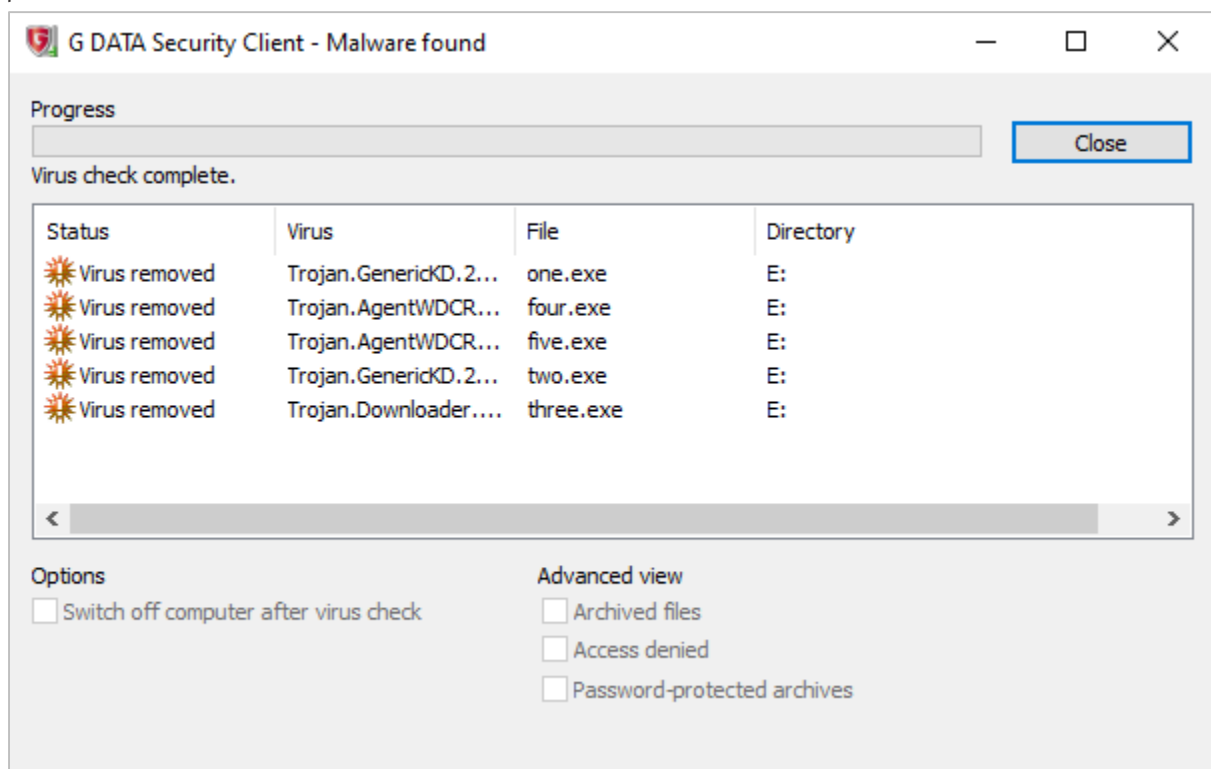 G DATA Security Client - Malware found
Progress
Close
Virus check complete.
Status Virus File Directory
Virus removed Trojan.GenericKD.2... one.exe E:
Virus removed Trojan.AgentWDCR... four.exe E:
Virus removed Trojan.AgentWDCR... five.exe E:
Virus removed Trojan.GenericKD.2... two.exe E:
Virus removed Trojan.Downloader.... three.exe E:
Options Advanced view
Switch off computer after virus check Archived files
Access denied
Password-protected archives